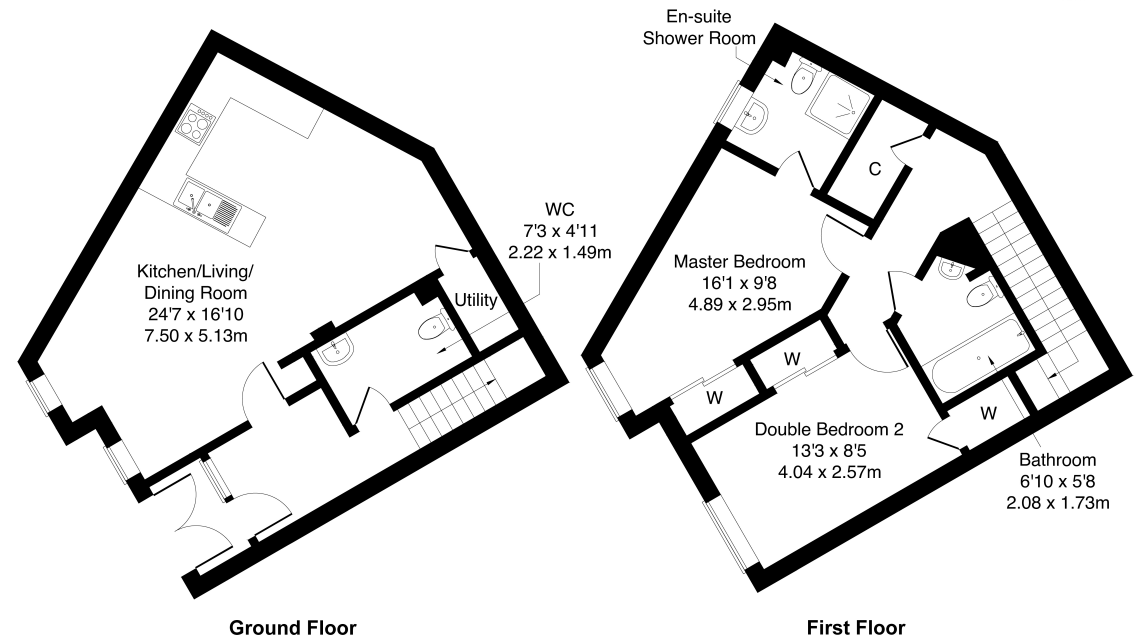 En-suite
Shower Room
C
WC
7'3 x 4'11
2.22 x 1.49m
Kitchen/Living/
Dining Room
24'7 x 16'10
7.50 x 5.13m
Utility
Master Bedroom
16'1 x 9'8
4.89 x 2.95m
W
W
W
Double Bedroom 2
13'3 x 8'5
4.04 x 2.57m
Bathroom
6'10 x 5'8
2.08 x 1.73m
Ground Floor
First Floor